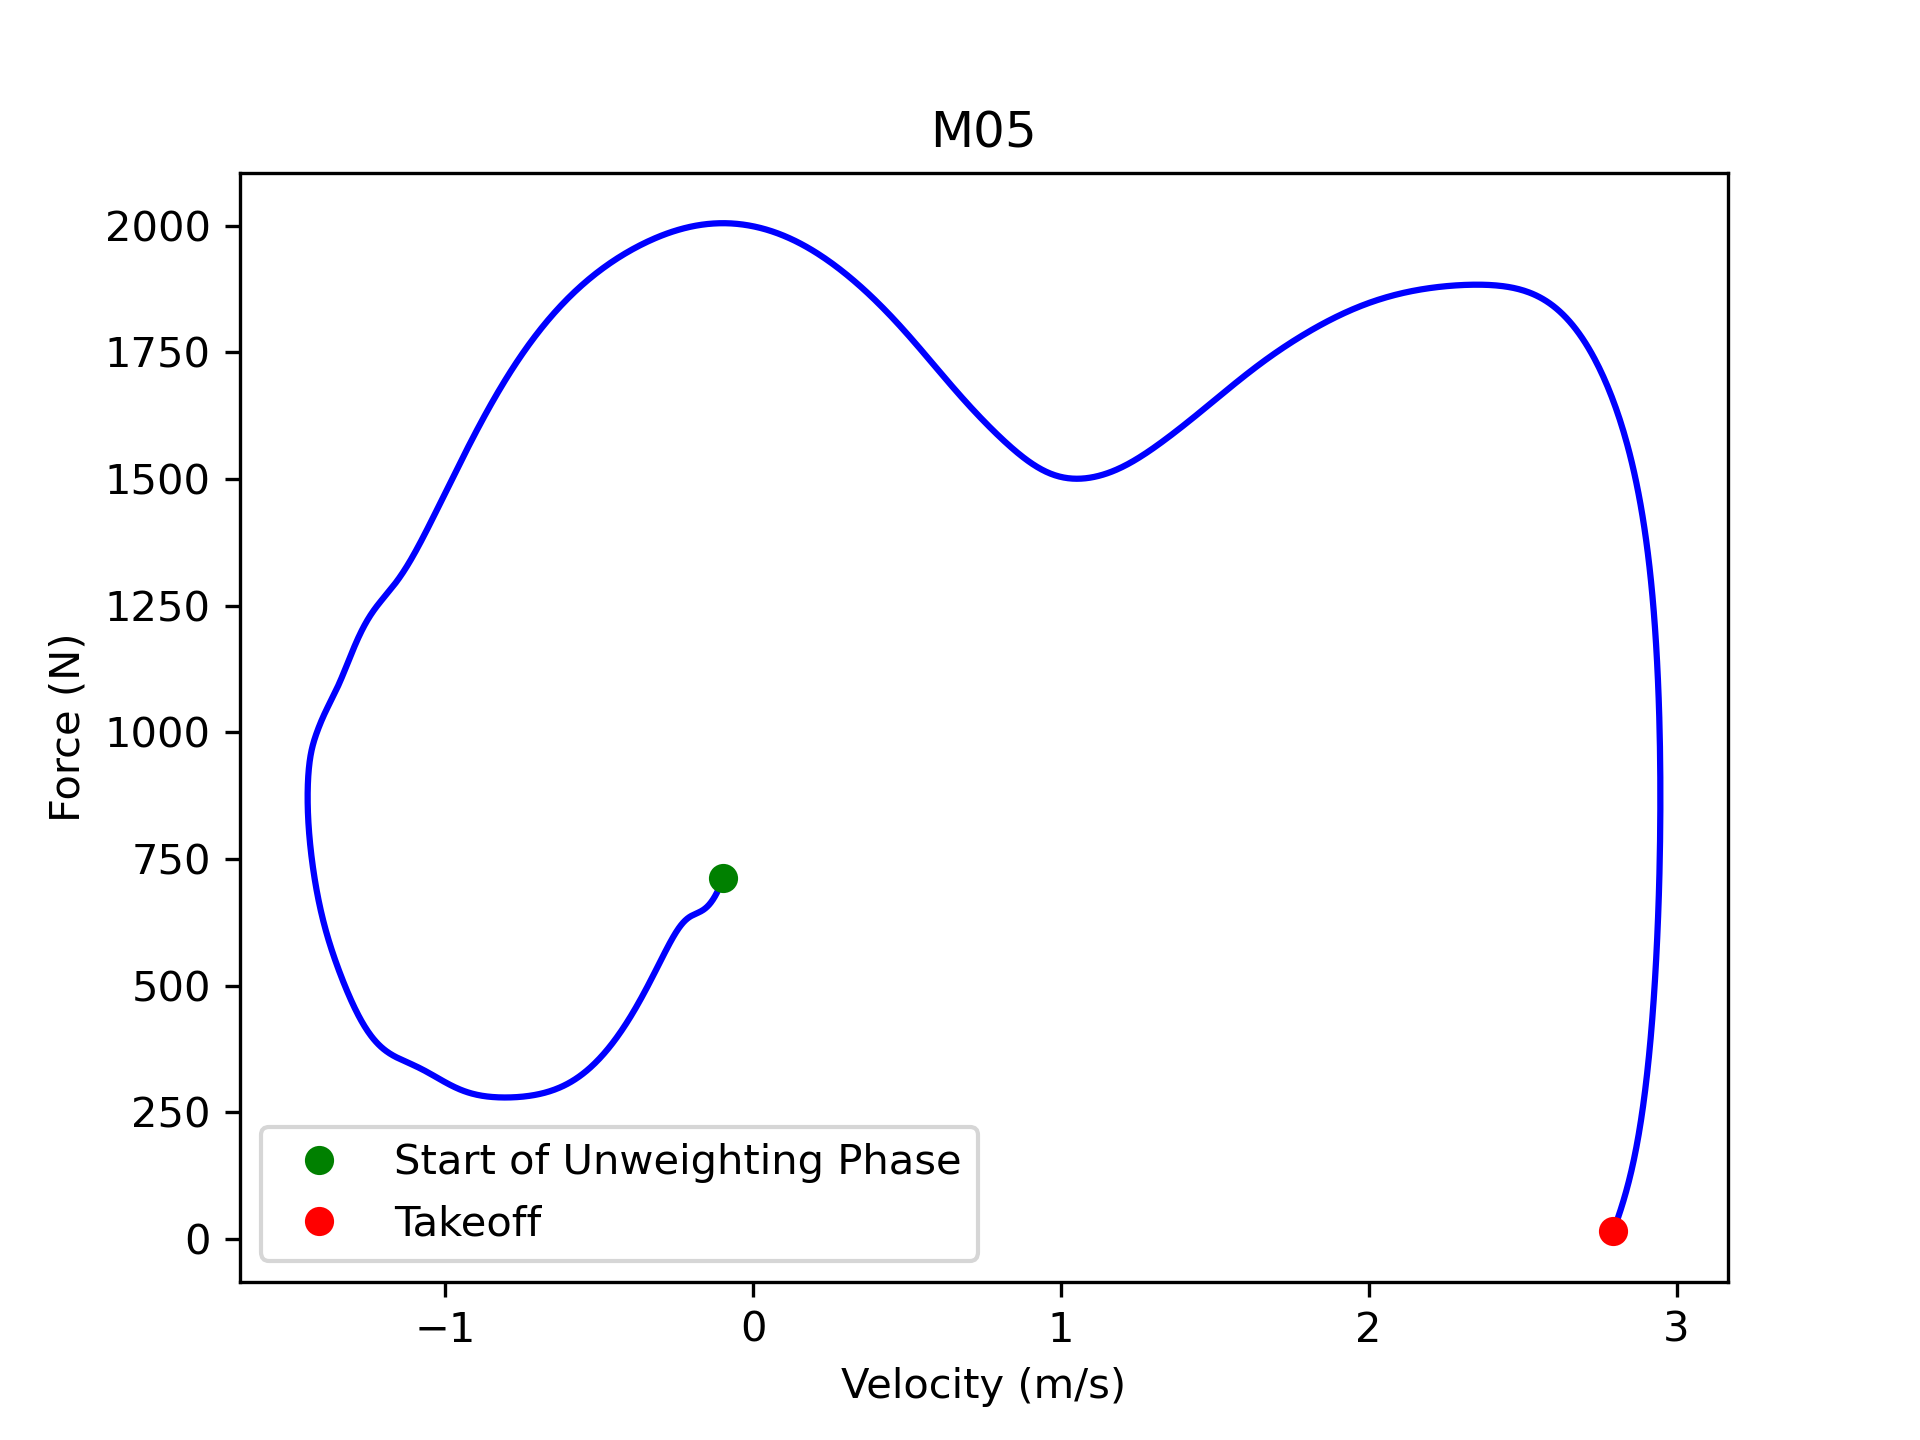 M05
2000
1750
1500
1250
1000
750
500
250
0
Force (N)
Start of Unweighting Phase
Takeoff
−1 0 1 2 3
Velocity (m/s)